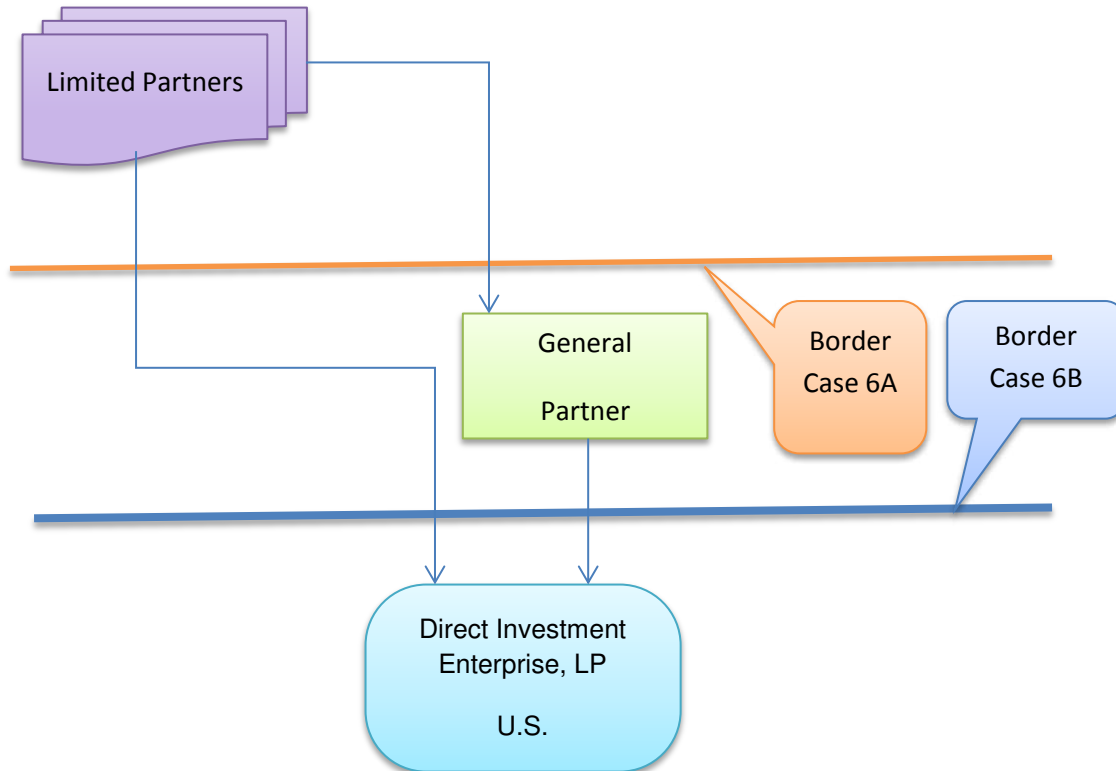 Limited Partners
General
Partner
Border
Case 6A
Border
Case 6B
Direct Investment
Enterprise, LP
U.S.